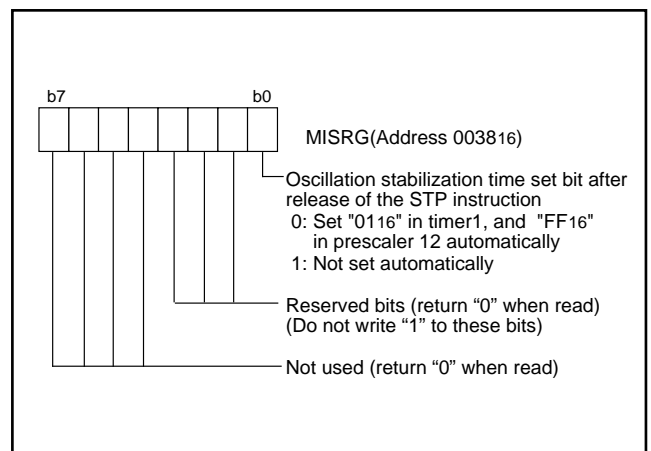 b7 b0
MISRG(Address 003816)
Oscillation stabilization time set bit after
release of the STP instruction
0: Set "0116" in timer1, and "FF16"
in prescaler 12 automatically
1: Not set automatically
Reserved bits (return “0” when read)
(Do not write “1” to these bits)
Not used (return “0” when read)